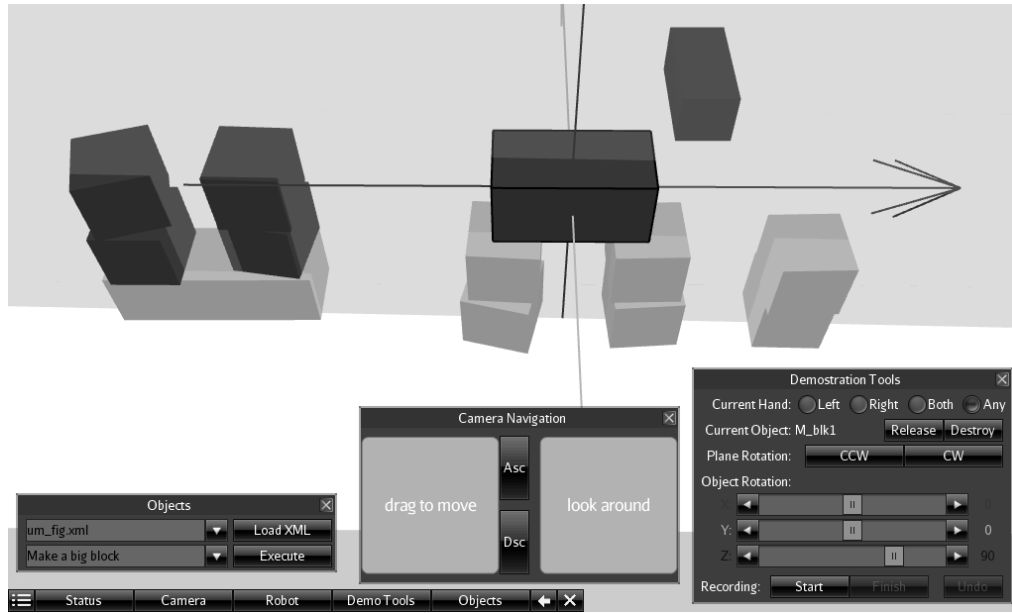 Demostration Tools
Current Hand: Left Right Both Any
Current Object: M_blk1 Release Destroy
Plane Rotation: CCW CW
Object Rotation:
X: 0
Y: 0
Z: 90
Recording: Start Finish Undo
Camera Navigation
drag to move Asc look around
Dsc
Objects
um_fig.xml Load XML
Make a big block Execute
Status Camera Robot Demo Tools Objects